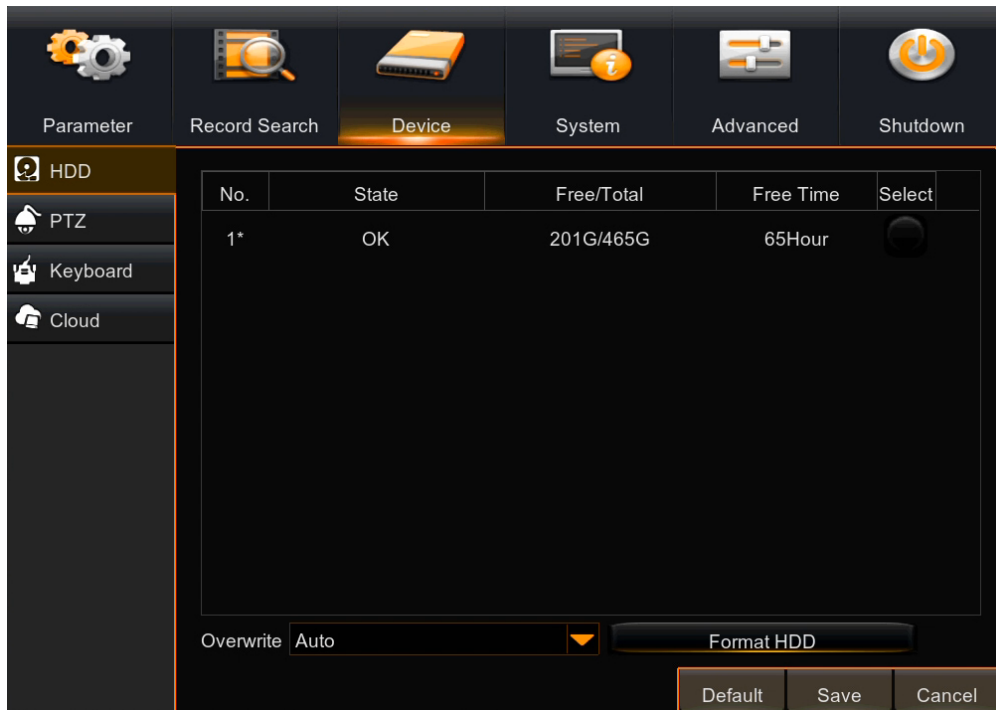 Parameter Record Search Device System Advanced Shutdown
HDD
PTZ
Keyboard
Cloud
No. State Free/Total Free Time Select
1* OK 201G/465G 65Hour
Overwrite Auto Format HDD
Default Save Cancel